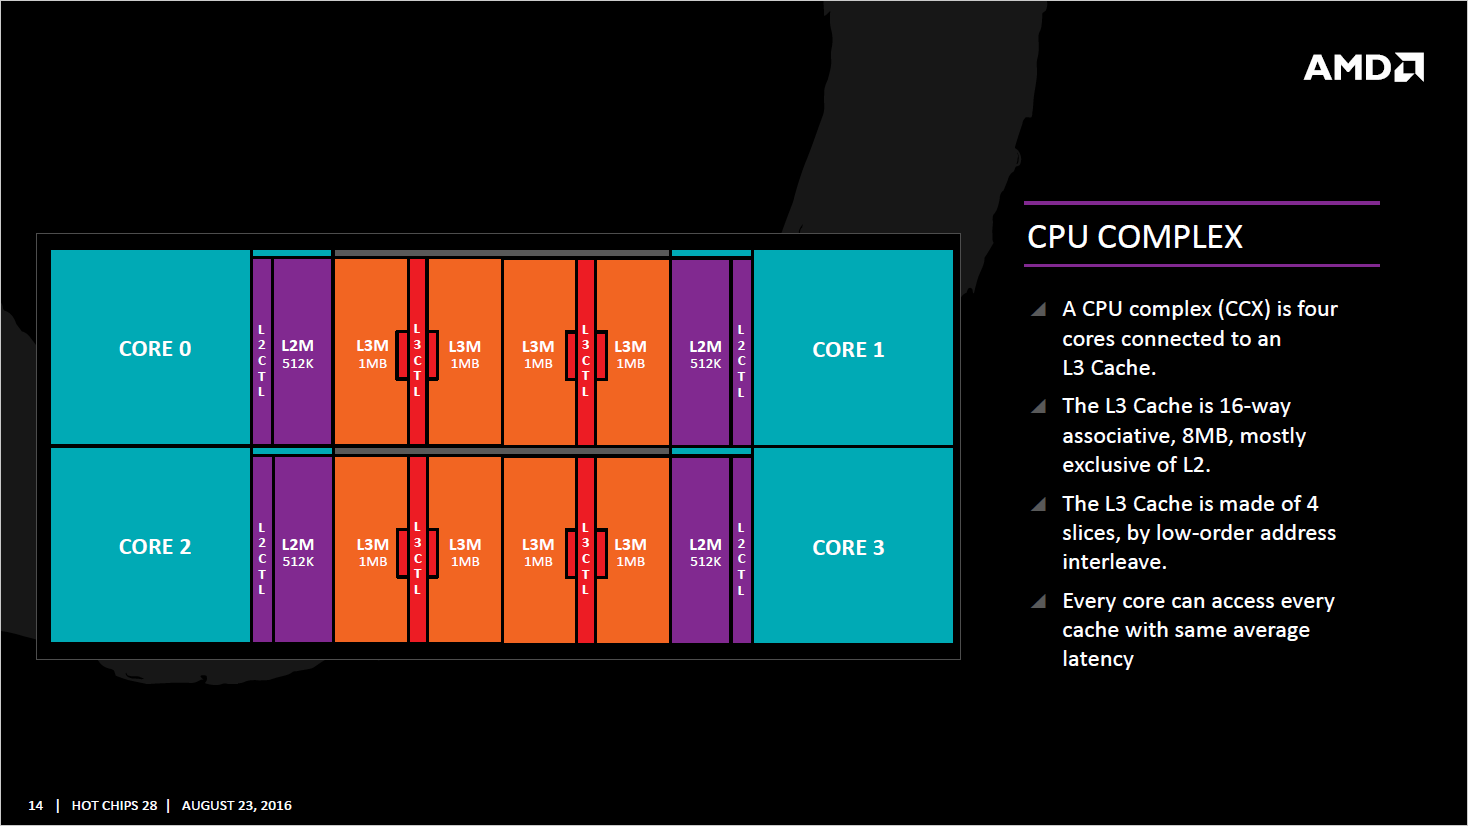 AMD
CPU COMPLEX
A CPU complex (CCX) is four
cores connected to an
L3 Cache.
The L3 Cache is 16-way
associative, 8MB, mostly
exclusive of L2.
The L3 Cache is made of 4
slices, by low-order address
interleave.
Every core can access every
cache with same average
latency
CORE 0
L2CTL
L2M
512K
L3M
1MB
L3CTL
L3M
1MB
L3M
1MB
L3CTL
L3M
1MB
L2M
512K
L2CTL
CORE 1
CORE 2
L2CTL
L2M
512K
L3M
1MB
L3CTL
L3M
1MB
L3M
1MB
L3CTL
L3M
1MB
L2M
512K
L2CTL
CORE 3
14 | HOT CHIPS 28 | AUGUST 23, 2016